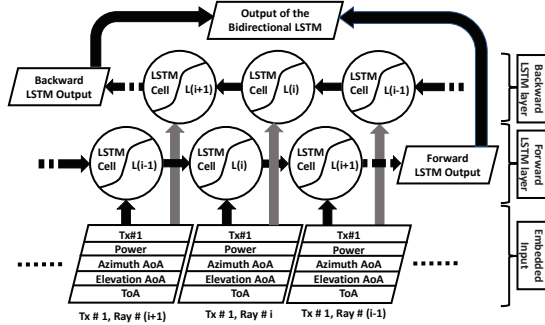 Output of the
Bidirectional LSTM
Backward
LSTM Output
LSTM
Cell
L(i+1)
LSTM
Cell
L(i)
LSTM
Cell
L(i-1)
Backward
LSTM layer
LSTM
Cell
L(i-1)
LSTM
Cell
L(i)
LSTM
Cell
L(i+1)
Forward
LSTM Output
Forward
LSTM layer
Tx#1
Power
Azimuth AoA
Elevation AoA
ToA
Tx#1
Power
Azimuth AoA
Elevation AoA
ToA
Tx#1
Power
Azimuth AoA
Elevation AoA
ToA
Embedded
Input
Tx # 1, Ray # (i+1)
Tx # 1, Ray # i
Tx # 1, Ray # (i-1)